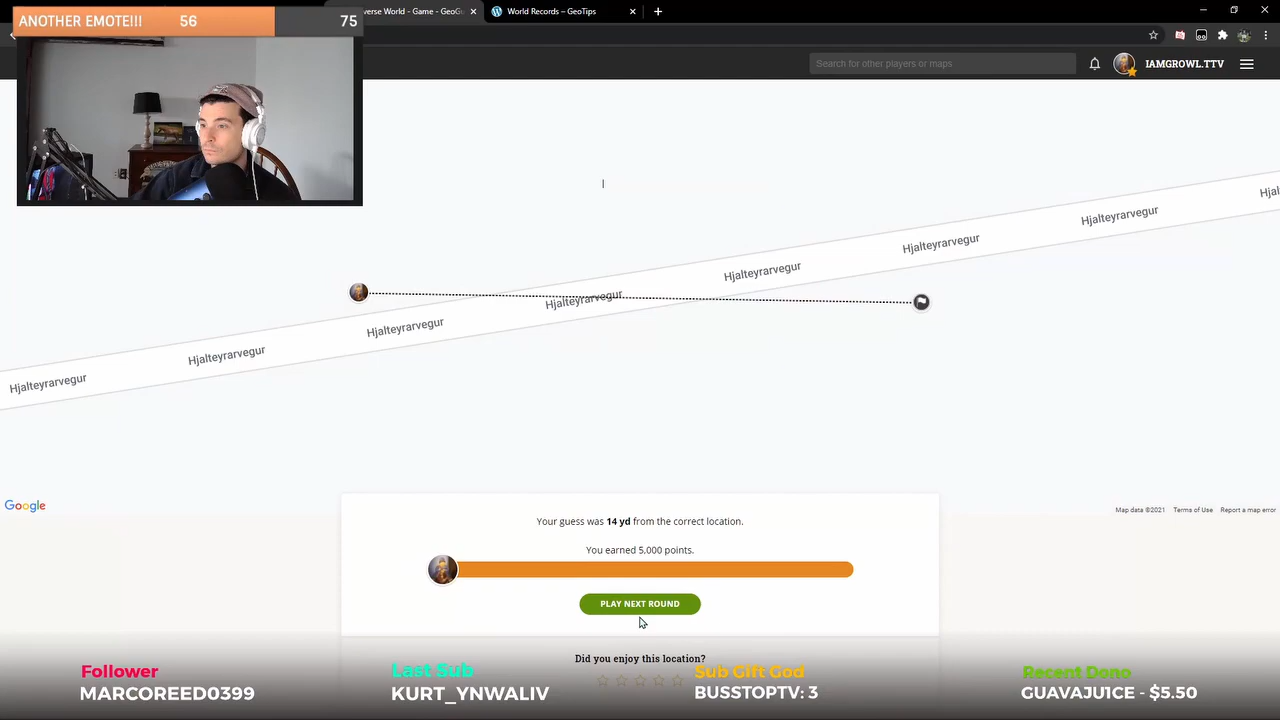 ANOTHER EMOTE!!! 56 75
verse World - Game - GeoG
World Records – GeoTips
Search for other players or maps
IAMGROWL.TTV
Hjal
Hjalteyrarvegur
Hjalteyrarvegur
Hjalteyrarvegur
Hjalteyrarvegur
Hjalteyrarvegur
Hjalteyrarvegur
Hjalteyrarvegur
Google
Map data ©2021 Terms of Use Report a map error
Your guess was 14 yd from the correct location.
You earned 5,000 points.
PLAY NEXT ROUND
Did you enjoy this location?
Follower
MARCOREED0399
Last Sub
KURT_YNWALIV
Sub Gift God
BUSSTOPTV: 3
Recent Dono
GUAVAJU1CE - $5.50